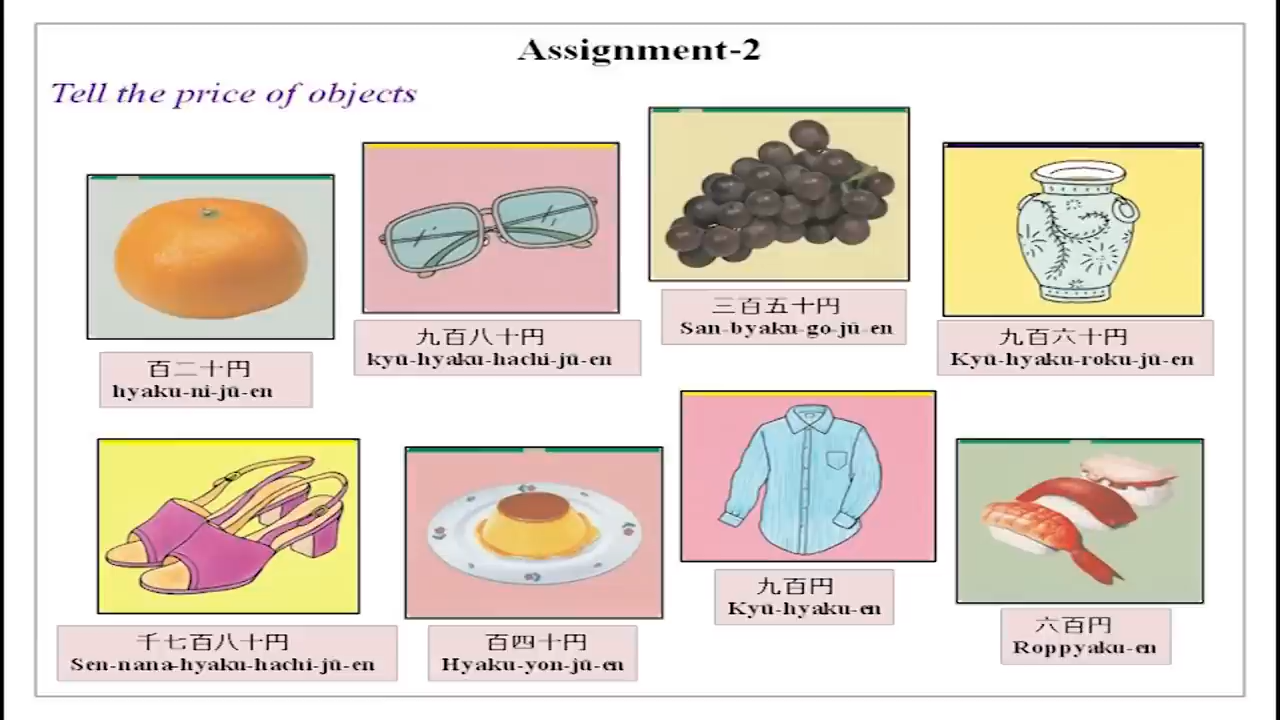 Assignment-2
Tell the price of objects
百二十円
hyaku-ni-jū-en
九百八十円
kyū-hyaku-hachi-jū-en
三百五十円
San-byaku-go-jū-en
九百六十円
Kyū-hyaku-roku-jū-en
千七百八十円
Sen-nana-hyaku-hachi-jū-en
百四十円
Hyaku-yon-jū-en
九百円
Kyū-hyaku-en
六百円
Roppyaku-en